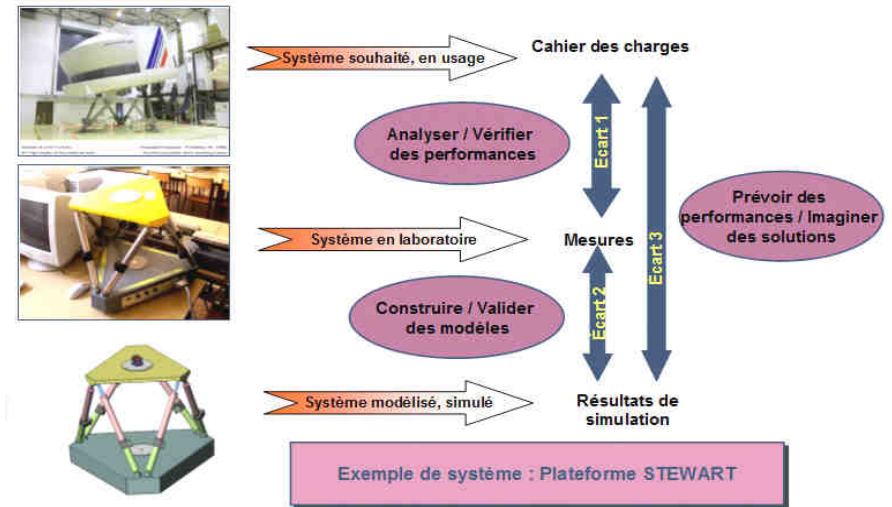 Système souhaité, en usage
Cahier des charges
Analyser / Vérifier
des performances
Ecart 1
Ecart 3
Prévoir des
performances / Imaginer
des solutions
Système en laboratoire
Mesures
Construire / Valider
des modèles
Écart 2
Système modélisé, simulé
Résultats de
simulation
Exemple de système : Plateforme STEWART